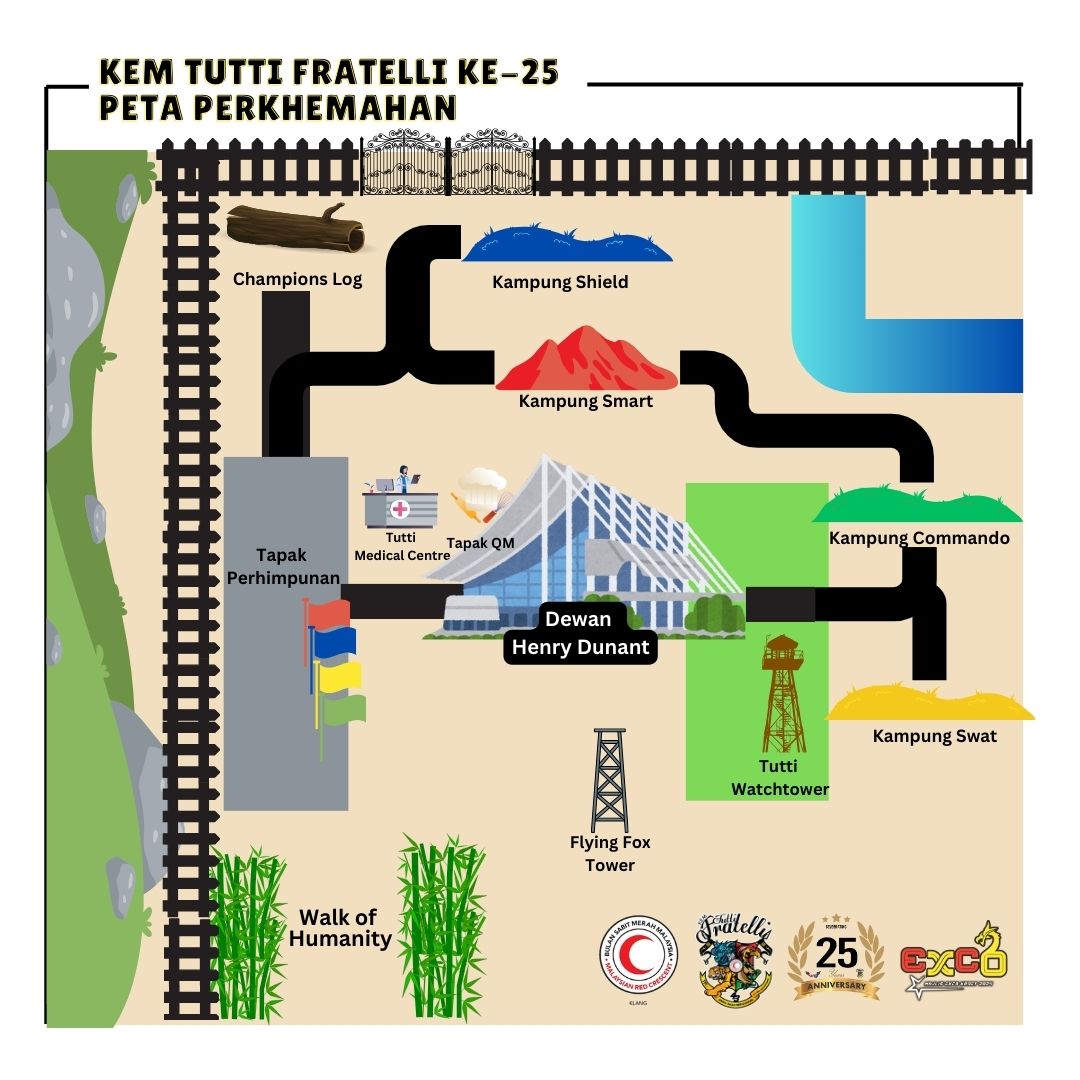 KEM TUTTI FRATELLI KE-25
PETA PERKHEMAHAN
Champions Log
Kampung Shield
Kampung Smart
Tutti
Medical Centre
Tapak QM
Kampung Commando
Tapak
Perhimpunan
Dewan
Henry Dunant
Kampung Swat
Tutti
Watchtower
Flying Fox
Tower
Walk of
Humanity
BULAN SABIT MERAH MALAYSIA
MALAYSIAN RED CRESCENT
KLANG
Tutti
Fratelli
CELEBRATING
25
Years
ANNIVERSARY
EXCO